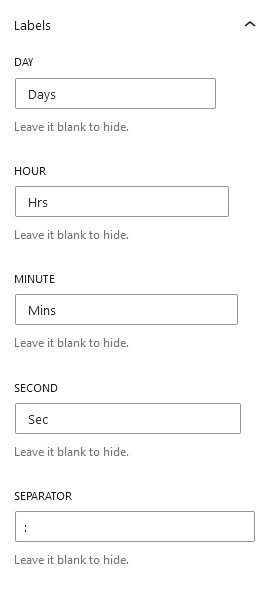 Labels
DAY
Days
Leave it blank to hide.
HOUR
Hrs
Leave it blank to hide.
MINUTE
Mins
Leave it blank to hide.
SECOND
Sec
Leave it blank to hide.
SEPARATOR
:
Leave it blank to hide.